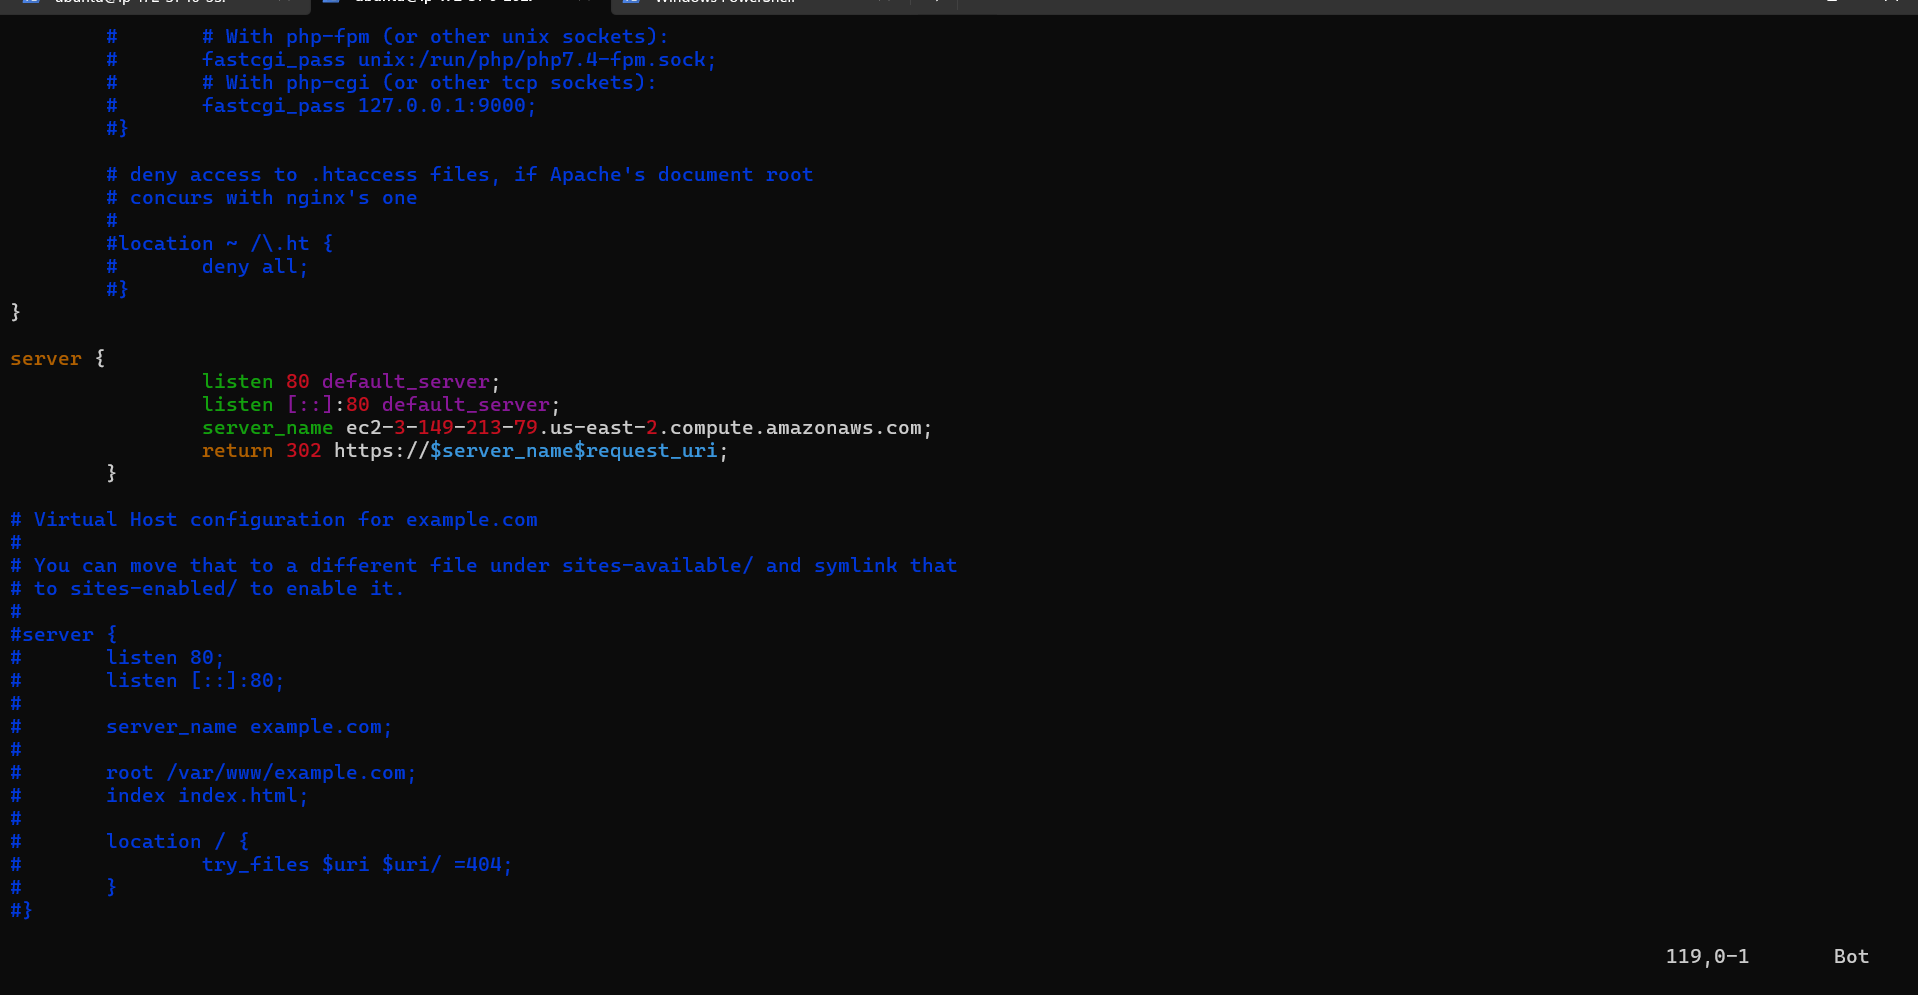 #       # With php-fpm (or other unix sockets):
#       fastcgi_pass unix:/run/php/php7.4-fpm.sock;
#       # With php-cgi (or other tcp sockets):
#       fastcgi_pass 127.0.0.1:9000;
#}
# deny access to .htaccess files, if Apache's document root
# concurs with nginx's one
#
#location ~ /\.ht {
#       deny all;
#}
}
server {
listen 80 default_server;
listen [::]:80 default_server;
server_name ec2-3-149-213-79.us-east-2.compute.amazonaws.com;
return 302 https://$server_name$request_uri;
}
# Virtual Host configuration for example.com
#
# You can move that to a different file under sites-available/ and symlink that
# to sites-enabled/ to enable it.
#
#server {
#       listen 80;
#       listen [::]:80;
#
#       server_name example.com;
#
#       root /var/www/example.com;
#       index index.html;
#
#       location / {
#               try_files $uri $uri/ =404;
#       }
#}
119,0-1       Bot